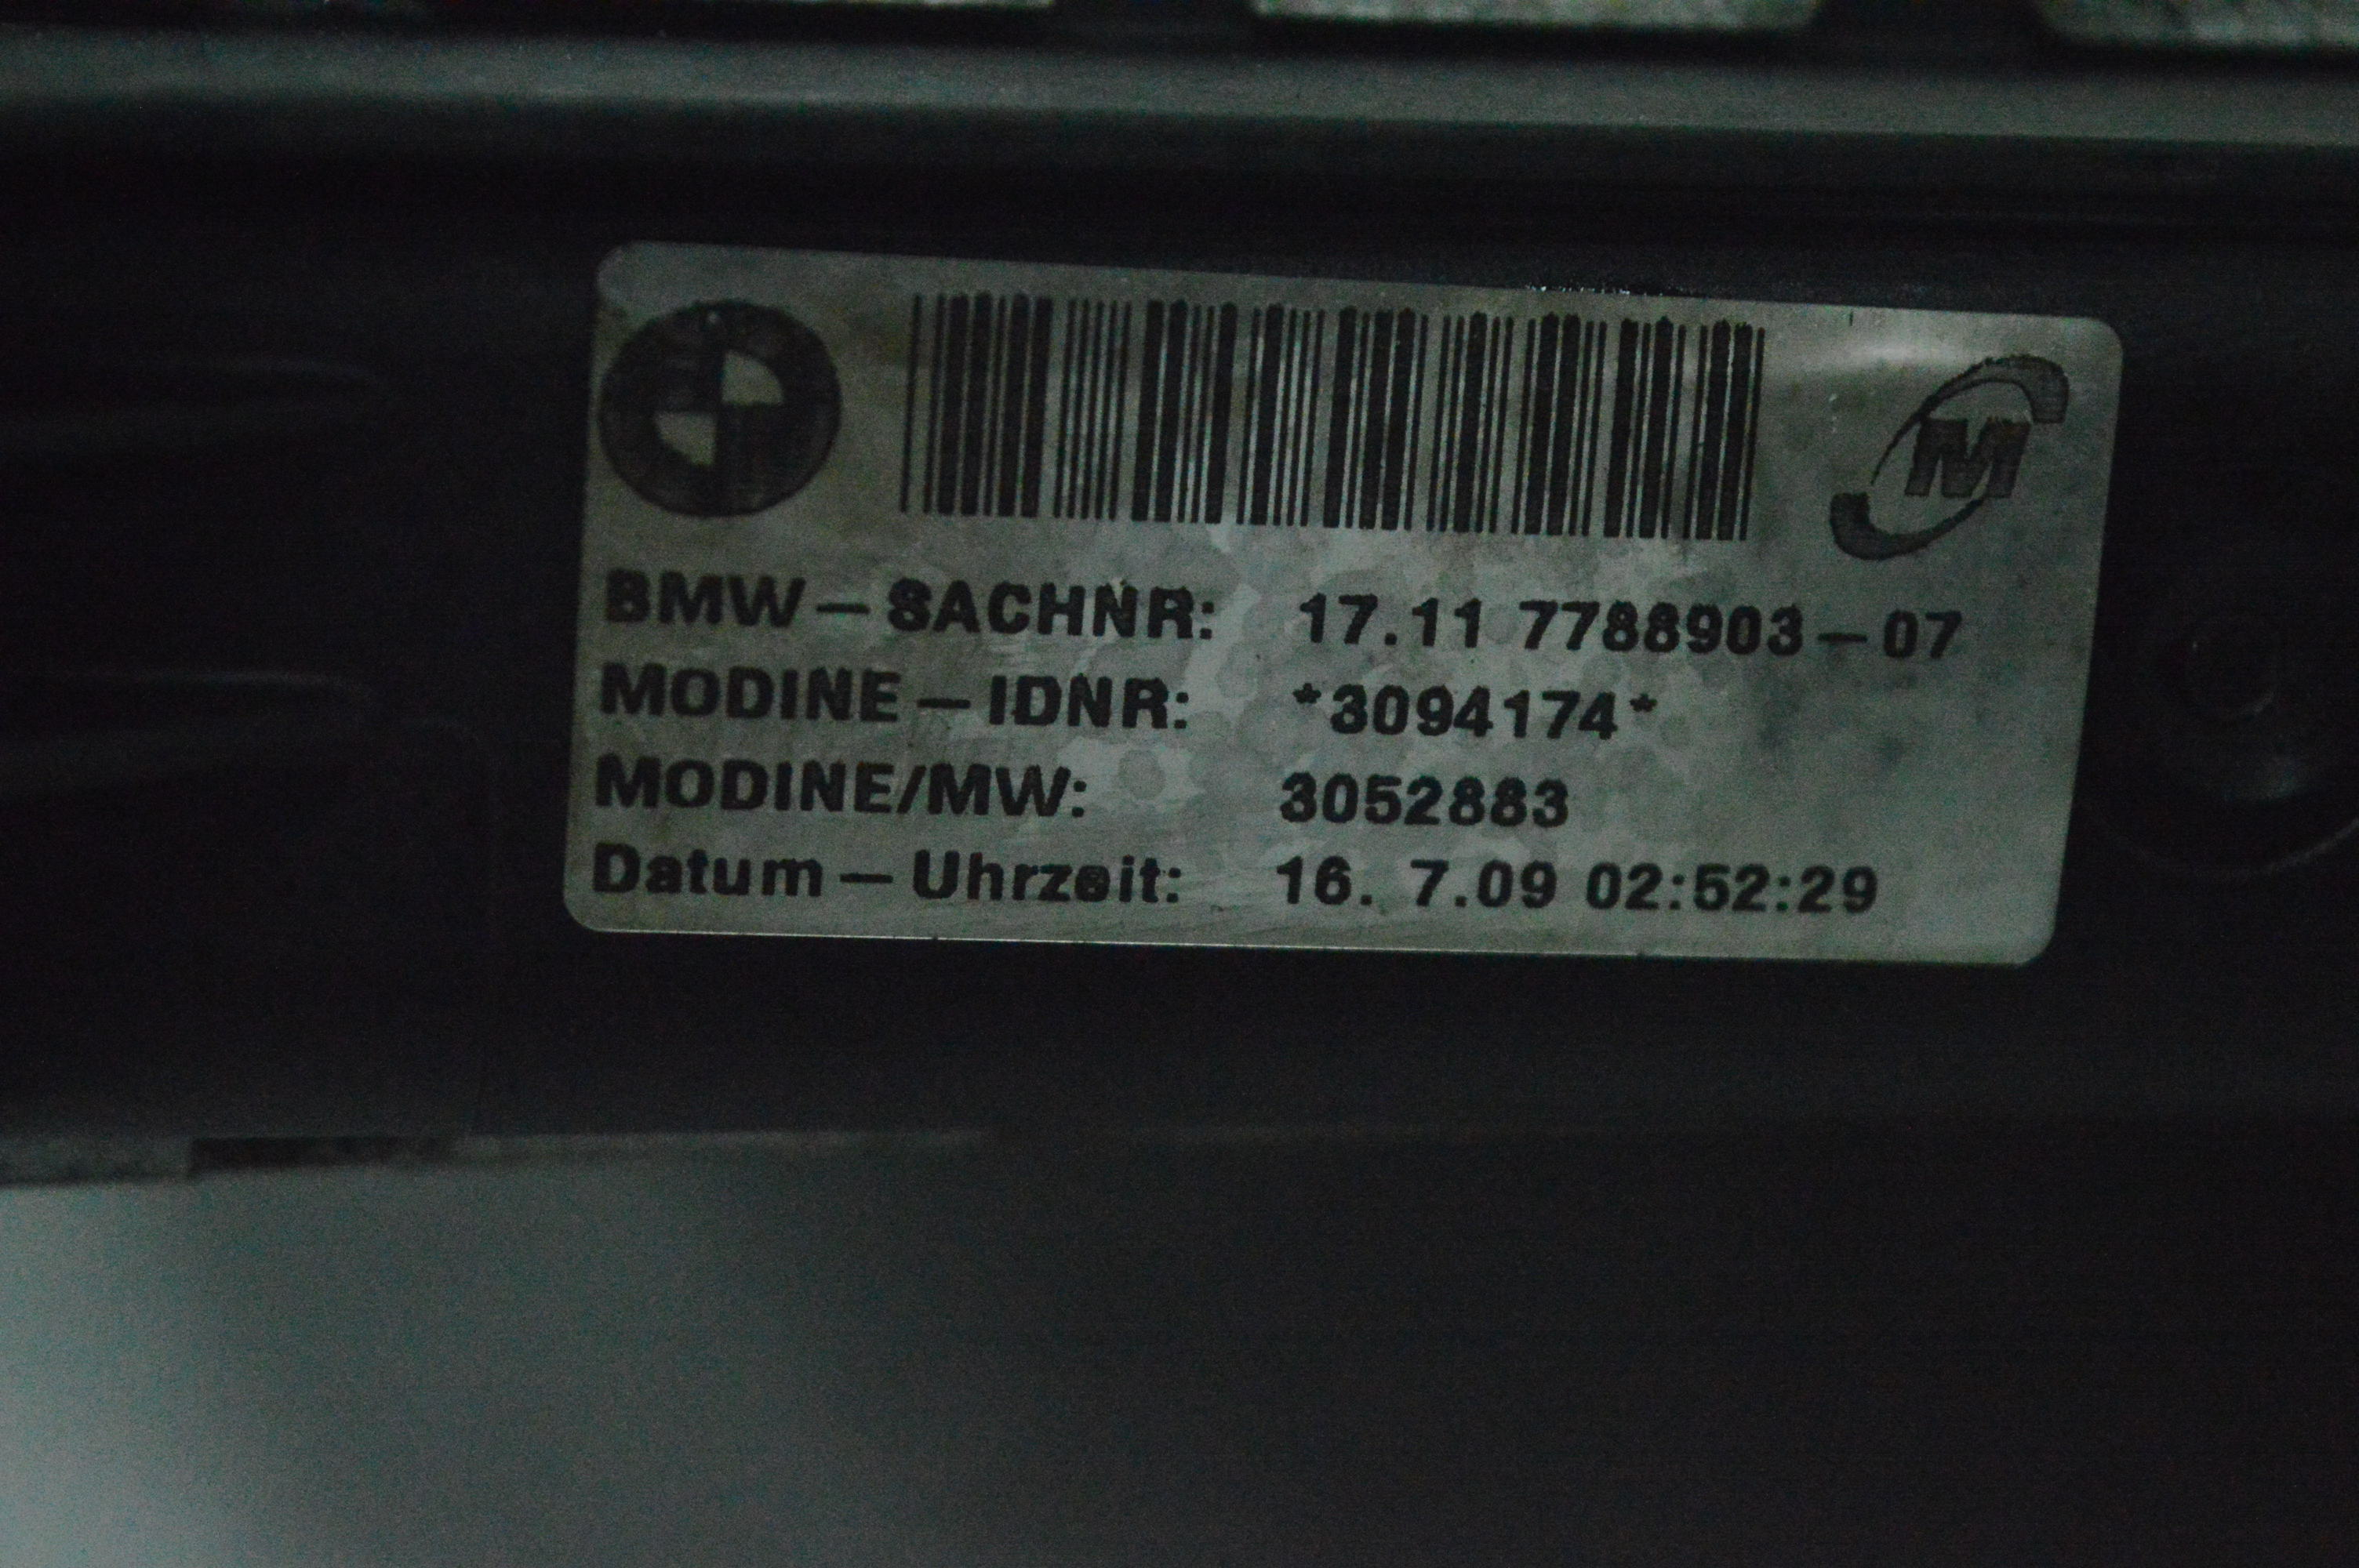 BMW – SACHNR: 17.11 7788903 – 07
MODINE – IDNR: *3094174*
MODINE/MW: 3052883
Datum – Uhrzeit: 16. 7.09 02:52:29
M